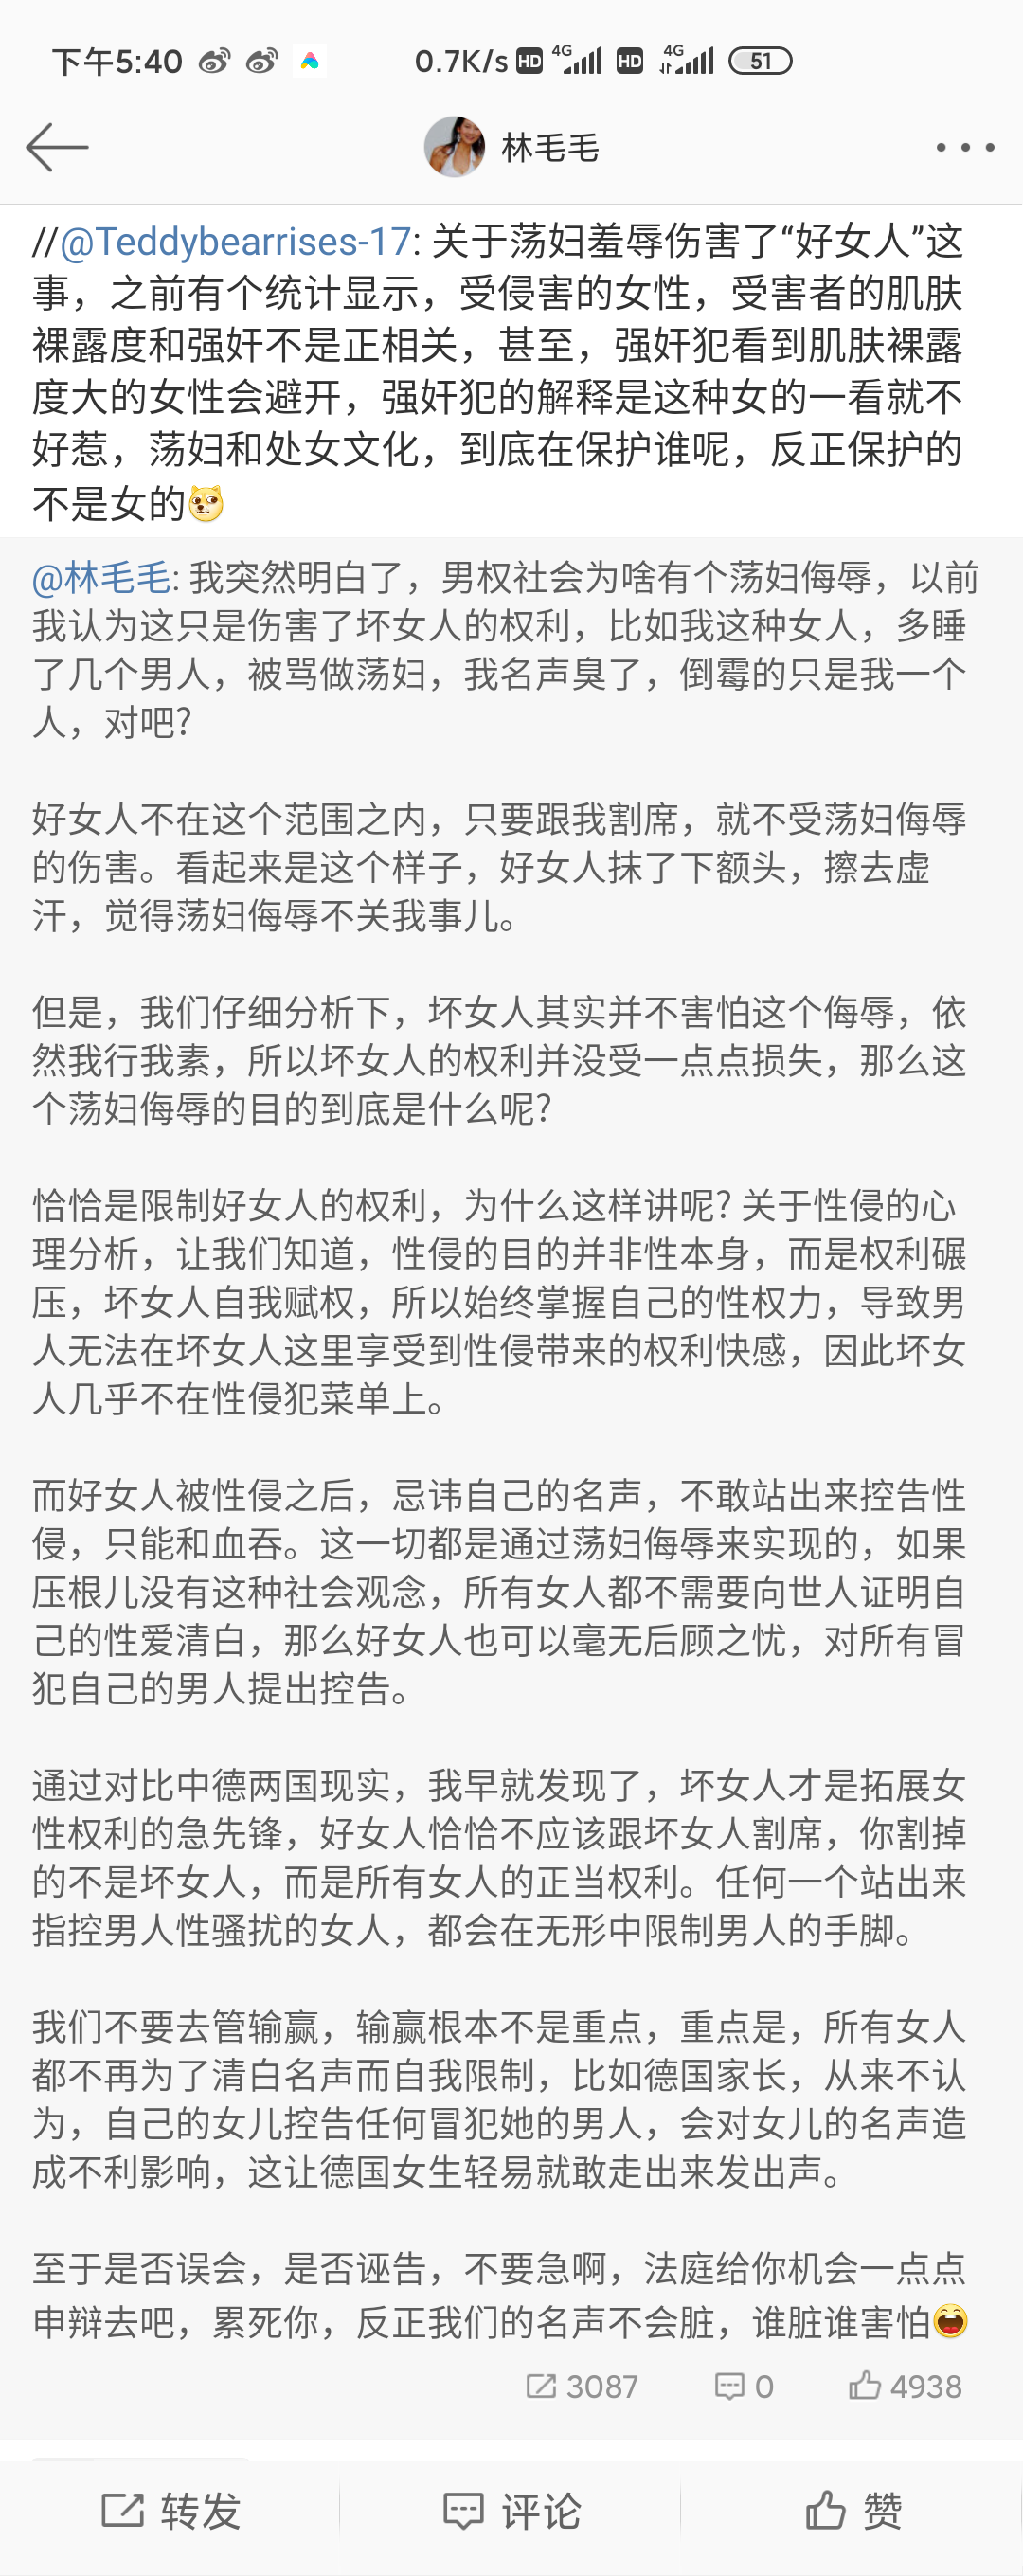 下午5:40
0.7K/s HD 4G HD 4G 51
林毛毛
//@Teddybearrises-17: 关于荡妇羞辱伤害了“好女人”这
事，之前有个统计显示，受侵害的女性，受害者的肌肤
裸露度和强奸不是正相关，甚至，强奸犯看到肌肤裸露
度大的女性会避开，强奸犯的解释是这种女的一看就不
好惹，荡妇和处女文化，到底在保护谁呢，反正保护的
不是女的
@林毛毛: 我突然明白了，男权社会为啥有个荡妇侮辱，以前
我认为这只是伤害了坏女人的权利，比如我这种女人，多睡
了几个男人，被骂做荡妇，我名声臭了，倒霉的只是我一个
人，对吧?
好女人不在这个范围之内，只要跟我割席，就不受荡妇侮辱
的伤害。看起来是这个样子，好女人抹了下额头，擦去虚
汗，觉得荡妇侮辱不关我事儿。
但是，我们仔细分析下，坏女人其实并不害怕这个侮辱，依
然我行我素，所以坏女人的权利并没受一点点损失，那么这
个荡妇侮辱的目的到底是什么呢?
恰恰是限制好女人的权利，为什么这样讲呢? 关于性侵的心
理分析，让我们知道，性侵的目的并非性本身，而是权利碾
压，坏女人自我赋权，所以始终掌握自己的性权力，导致男
人无法在坏女人这里享受到性侵带来的权利快感，因此坏女
人几乎不在性侵犯菜单上。
而好女人被性侵之后，忌讳自己的名声，不敢站出来控告性
侵，只能和血吞。这一切都是通过荡妇侮辱来实现的，如果
压根儿没有这种社会观念，所有女人都不需要向世人证明自
己的性爱清白，那么好女人也可以毫无后顾之忧，对所有冒
犯自己的男人提出控告。
通过对比中德两国现实，我早就发现了，坏女人才是拓展女
性权利的急先锋，好女人恰恰不应该跟坏女人割席，你割掉
的不是坏女人，而是所有女人的正当权利。任何一个站出来
指控男人性骚扰的女人，都会在无形中限制男人的手脚。
我们不要去管输赢，输赢根本不是重点，重点是，所有女人
都不再为了清白名声而自我限制，比如德国家长，从来不认
为，自己的女儿控告任何冒犯她的男人，会对女儿的名声造
成不利影响，这让德国女生轻易就敢走出来发出声。
至于是否误会，是否诬告，不要急啊，法庭给你机会一点点
申辩去吧，累死你，反正我们的名声不会脏，谁脏谁害怕
3087 0 4938
转发 评论 赞